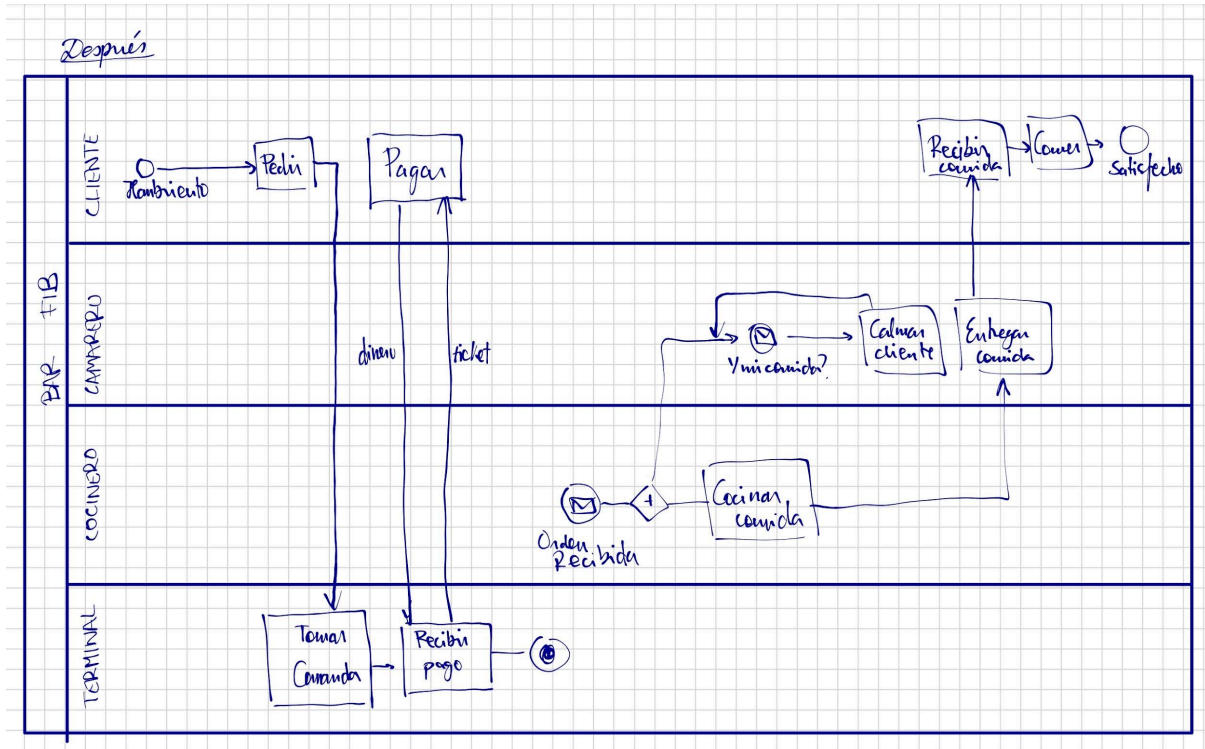 Después
BAR FIB
CLIENTE
Hambriento
Pedir
Pagar
Recibir
comida
Comer
Satisfecho
CAMARERO
dinero
ticket
Y mi comida?
Calmar
cliente
Entregar
comida
COCINERO
Orden
Recibida
+
Cocinar
comida
TERMINAL
Tomar
Comanda
Recibir
pago